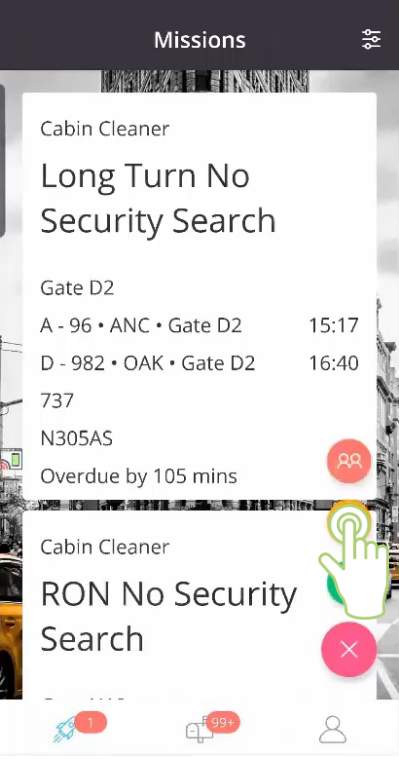 Missions
Cabin Cleaner
Long Turn No
Security Search
Gate D2
A - 96 • ANC • Gate D2 15:17
D - 982 • OAK • Gate D2 16:40
737
N305AS
Overdue by 105 mins
Cabin Cleaner
RON No Security
Search
1
99+